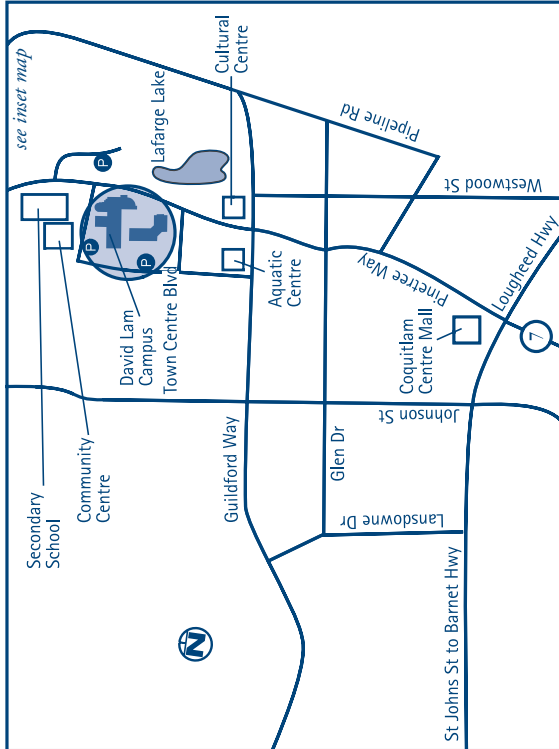 see inset map
Cultural
Centre
Lafarge Lake
Pipeline Rd
Westwood St
P
P
P
Secondary
School
Community
Centre
David Lam
Campus
Town Centre Blvd
Aquatic
Centre
Pinetree Way
Lougheed Hwy
Coquitlam
Centre Mall
7
Guildford Way
Glen Dr
Johnson St
Lansdowne Dr
St Johns St to Barnet Hwy
N